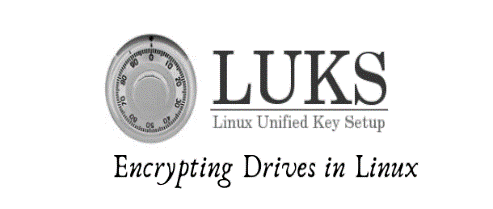 LUKS
Linux Unified Key Setup
Encrypting Drives in Linux